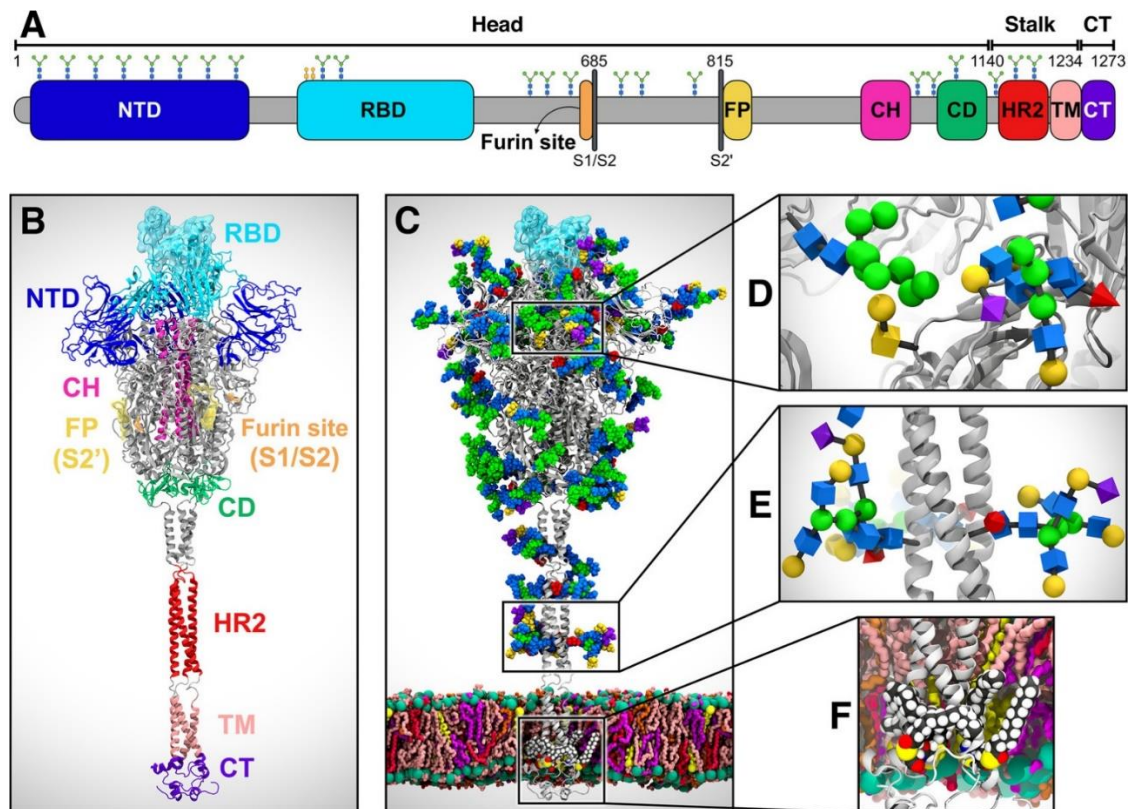 A
Head
Stalk
CT
1
685
815
1140
1234
1273
NTD
RBD
FP
CH
CD
HR2
TM
CT
Furin site
S1/S2
S2'
B
RBD
NTD
CH
FP
(S2')
Furin site
(S1/S2)
CD
HR2
TM
CT
C
D
E
F